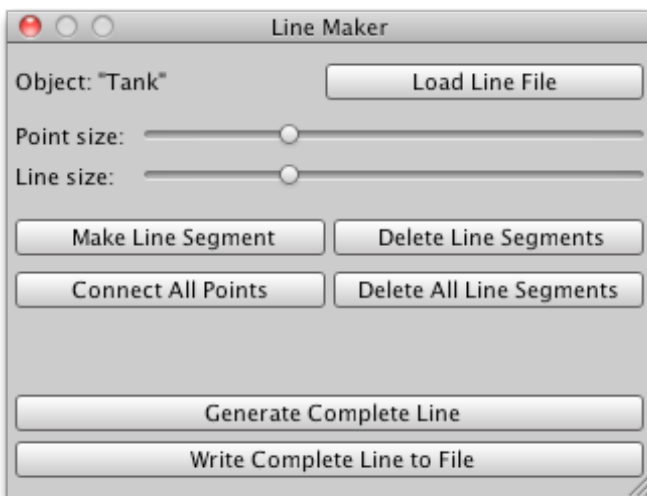 Line Maker
Object: "Tank"
Load Line File
Point size:
Line size:
Make Line Segment
Delete Line Segments
Connect All Points
Delete All Line Segments
Generate Complete Line
Write Complete Line to File